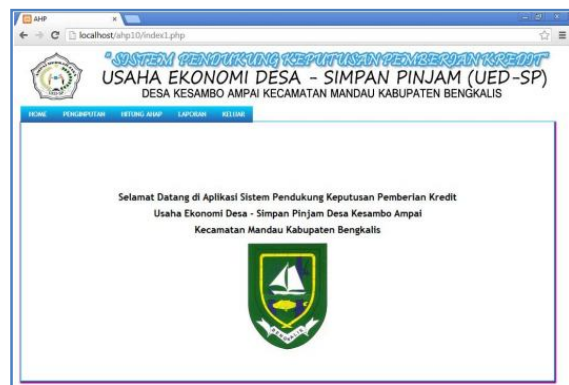 AHP
localhost/ahp10/index1.php
"SISTEM PENDUKUNG KEPUTUSAN PEMBERIAN KREDIT
USAHA EKONOMI DESA - SIMPAN PINJAM (UED-SP)
DESA KESAMBO AMPAI KECAMATAN MANDAU KABUPATEN BENGKALIS
HOME PENGINPUTAN HITUNG AHAP LAPORAN KELUAR
Selamat Datang di Aplikasi Sistem Pendukung Keputusan Pemberian Kredit
Usaha Ekonomi Desa - Simpan Pinjam Desa Kesambo Ampai
Kecamatan Mandau Kabupaten Bengkalis
BENGKALIS